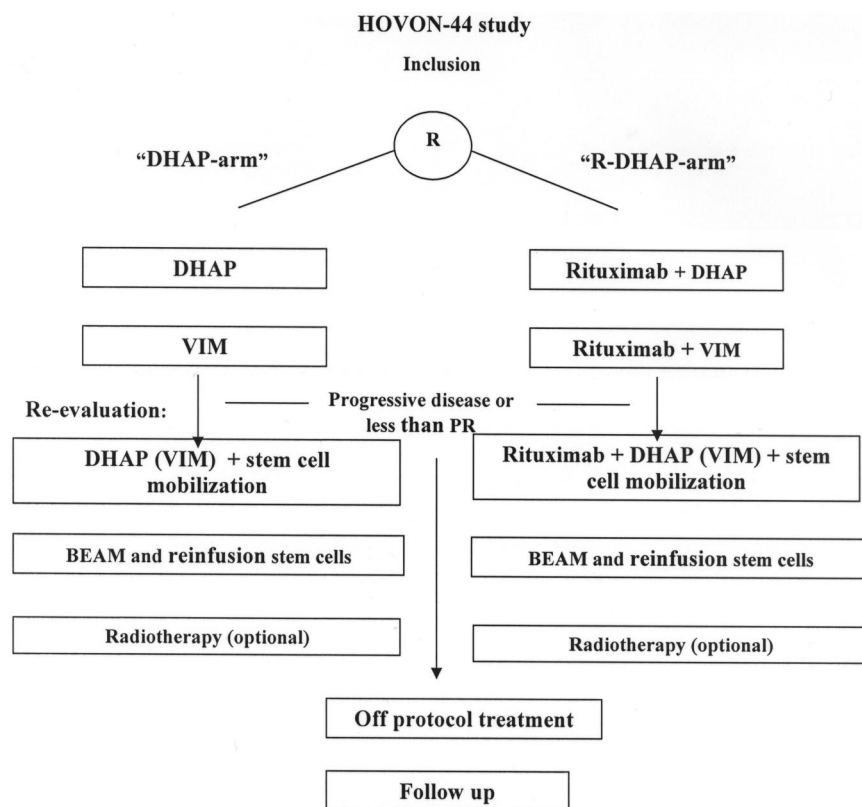 HOVON-44 study
Inclusion
R
“DHAP-arm”
“R-DHAP-arm”
DHAP
Rituximab + DHAP
VIM
Rituximab + VIM
Re-evaluation:
Progressive disease or
less than PR
DHAP (VIM) + stem cell
mobilization
Rituximab + DHAP (VIM) + stem
cell mobilization
BEAM and reinfusion stem cells
BEAM and reinfusion stem cells
Radiotherapy (optional)
Radiotherapy (optional)
Off protocol treatment
Follow up